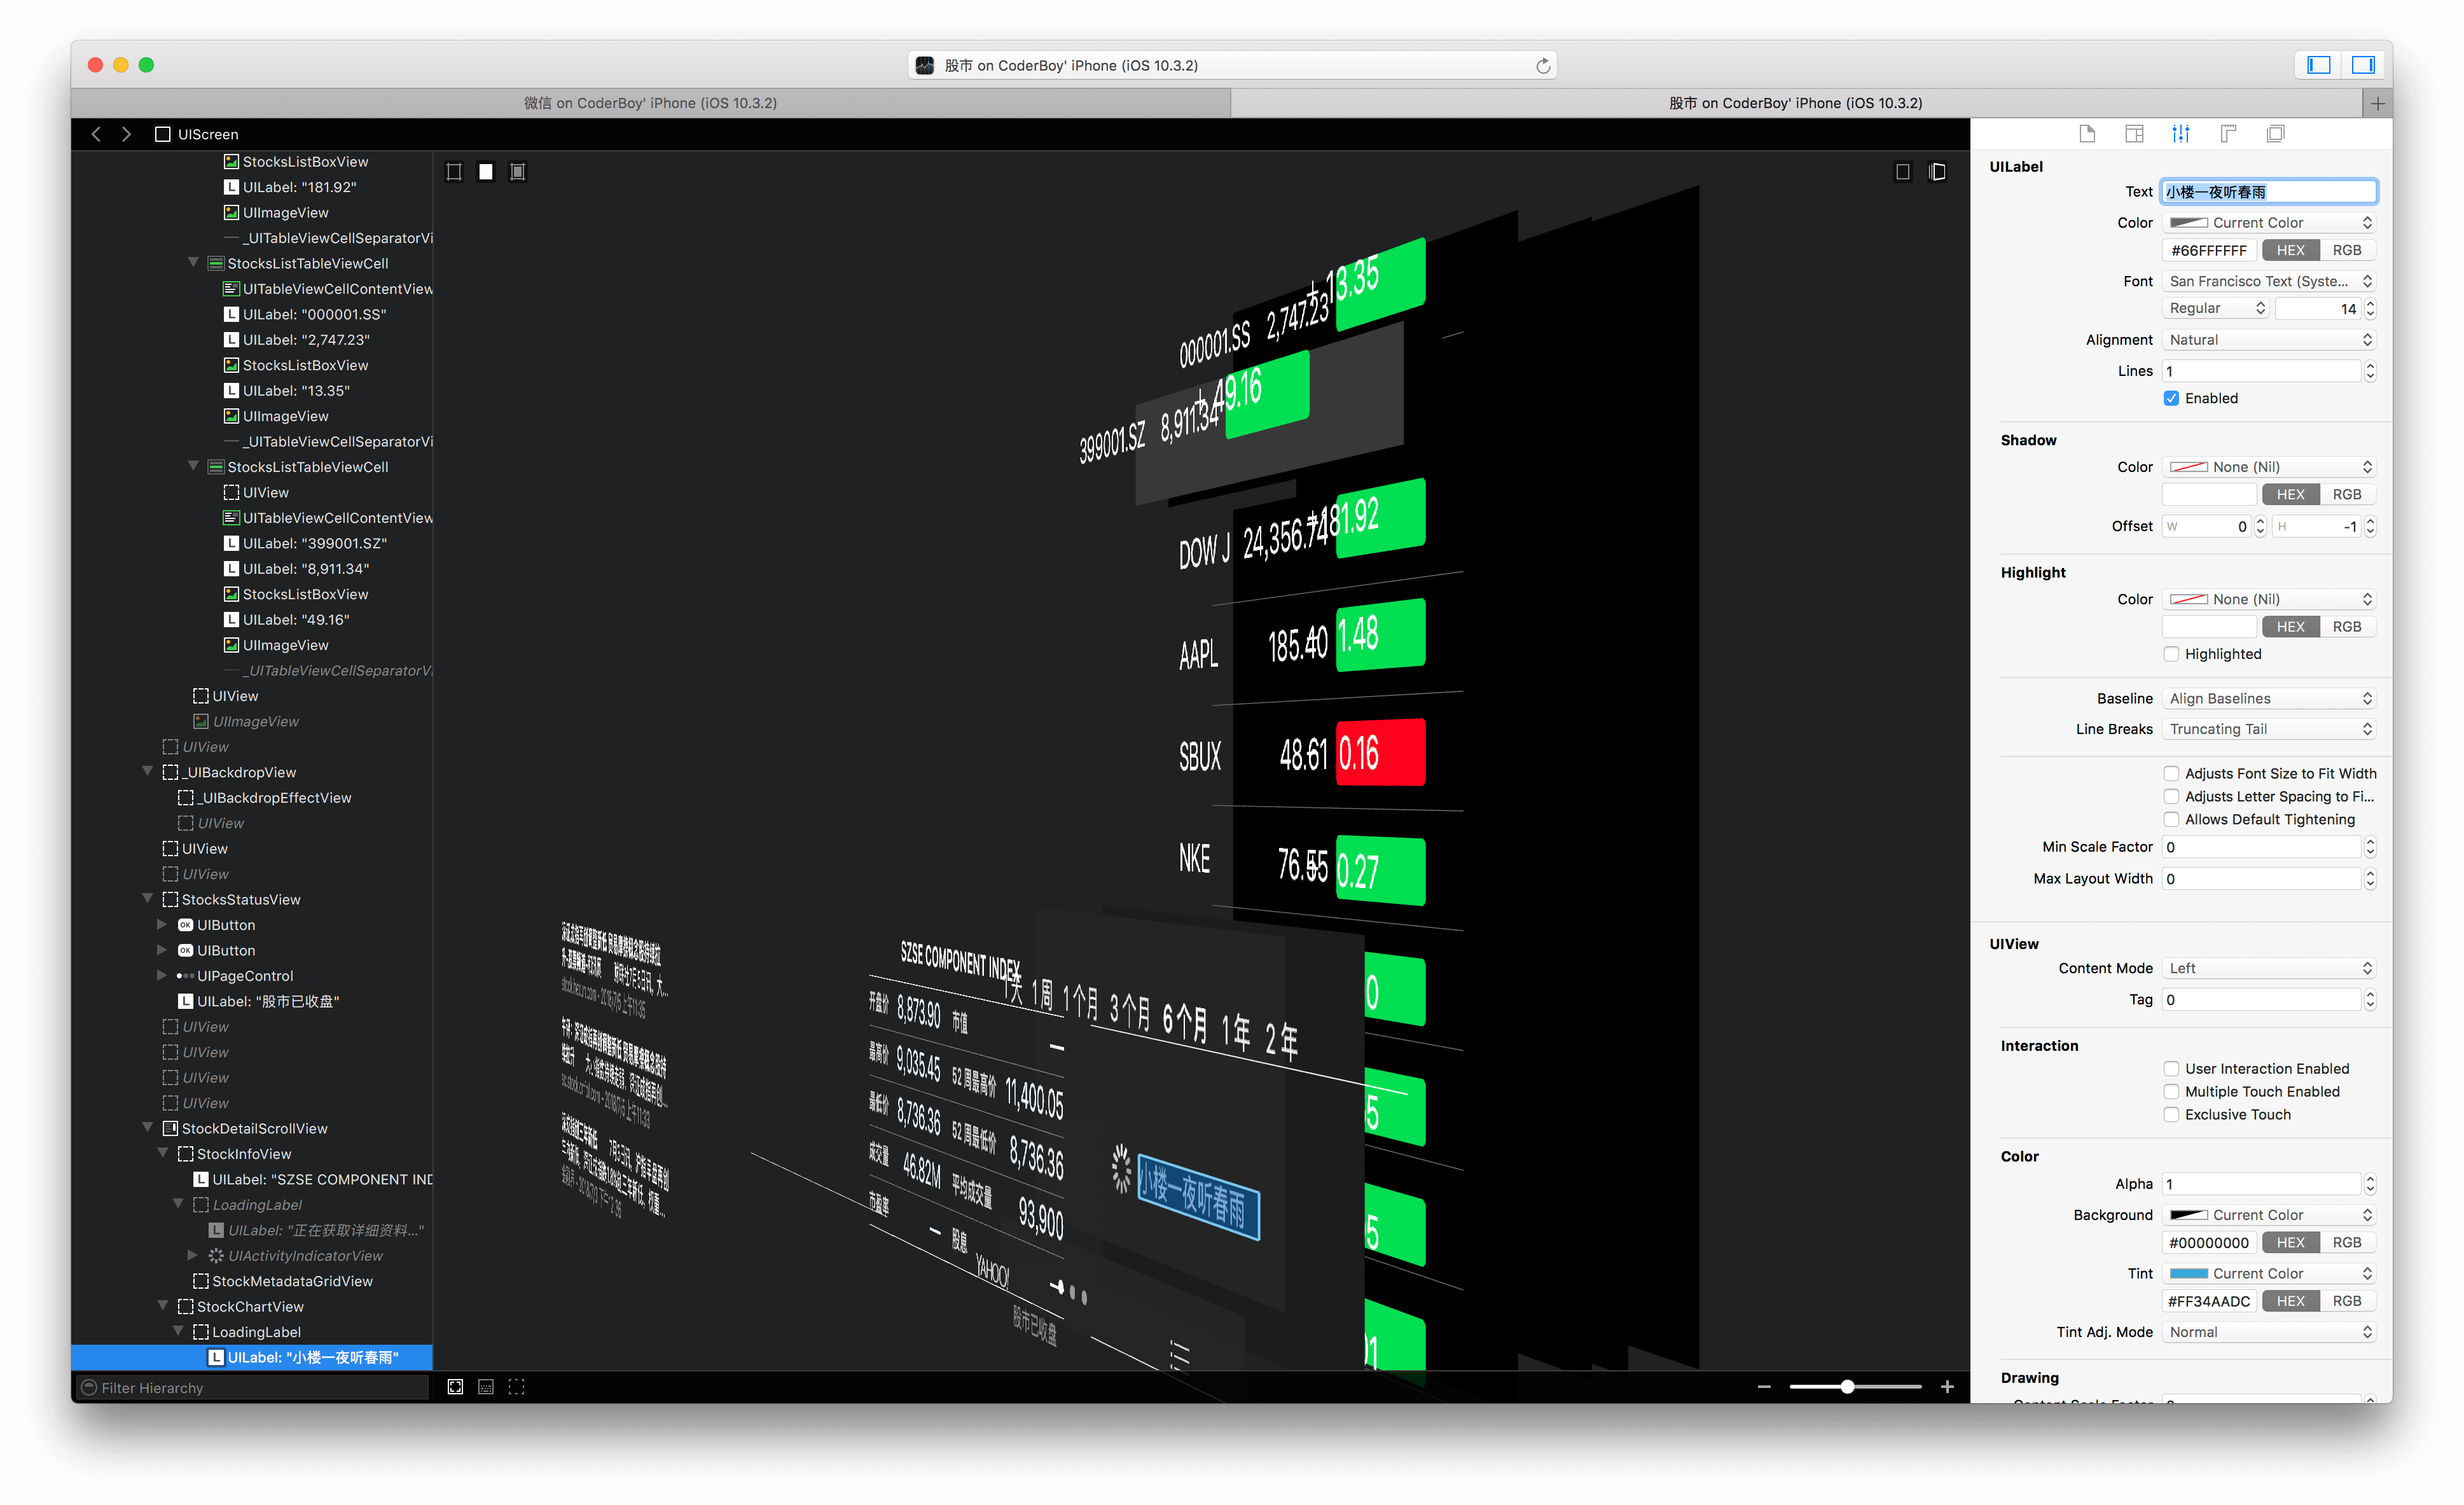 股市 on CoderBoy' iPhone (iOS 10.3.2)
微信 on CoderBoy' iPhone (iOS 10.3.2)
股市 on CoderBoy' iPhone (iOS 10.3.2)
UIScreen
StocksListBoxView
L UILabel: "181.92"
UIImageView
_UITableViewCellSeparatorVi
StocksListTableViewCell
UITableViewCellContentView
L UILabel: "000001.SS"
L UILabel: "2,747.23"
StocksListBoxView
L UILabel: "13.35"
UIImageView
_UITableViewCellSeparatorVi
StocksListTableViewCell
UIView
UITableViewCellContentView
L UILabel: "399001.SZ"
L UILabel: "8,911.34"
StocksListBoxView
L UILabel: "49.16"
UIImageView
_UITableViewCellSeparatorVi
UIView
UIImageView
UIView
_UIBackdropView
_UIBackdropEffectView
UIView
UIView
UIView
StocksStatusView
OK UIButton
OK UIButton
UIPageControl
L UILabel: "股市已收盘"
UIView
UIView
UIView
UIView
StockDetailScrollView
StockInfoView
L UILabel: "SZSE COMPONENT IND
LoadingLabel
L UILabel: "正在获取详细资料..."
UIActivityIndicatorView
StockMetadataGridView
StockChartView
LoadingLabel
L UILabel: "小楼一夜听春雨"
Filter Hierarchy
000001.SS 2,747.23 +13.35
399001.SZ 8,911.34 +49.16
DOW J 24,356.74 +181.92
AAPL 185.40 1.48
SBUX 48.61 0.16
NKE 76.55 0.27
SZSE COMPONENT INDEX
1天 1周 1个月 3个月 6个月 1年 2年
开盘价 8,873.90 市值 —
最高价 9,035.45 52周最高价 11,400.05
最低价 8,736.36 52周最低价 8,736.36
成交量 46.82M 平均成交量 93,900
市盈率 — 股息
YAHOO!
股市已收盘
小楼一夜听春雨
UILabel
Text 小楼一夜听春雨
Color Current Color
#66FFFFFF HEX RGB
Font San Francisco Text (Syste...
Regular 14
Alignment Natural
Lines 1
Enabled
Shadow
Color None (Nil)
HEX RGB
Offset W 0 H -1
Highlight
Color None (Nil)
HEX RGB
Highlighted
Baseline Align Baselines
Line Breaks Truncating Tail
Adjusts Font Size to Fit Width
Adjusts Letter Spacing to Fi...
Allows Default Tightening
Min Scale Factor 0
Max Layout Width 0
UIView
Content Mode Left
Tag 0
Interaction
User Interaction Enabled
Multiple Touch Enabled
Exclusive Touch
Color
Alpha 1
Background Current Color
#00000000 HEX RGB
Tint Current Color
#FF34AADC HEX RGB
Tint Adj. Mode Normal
Drawing